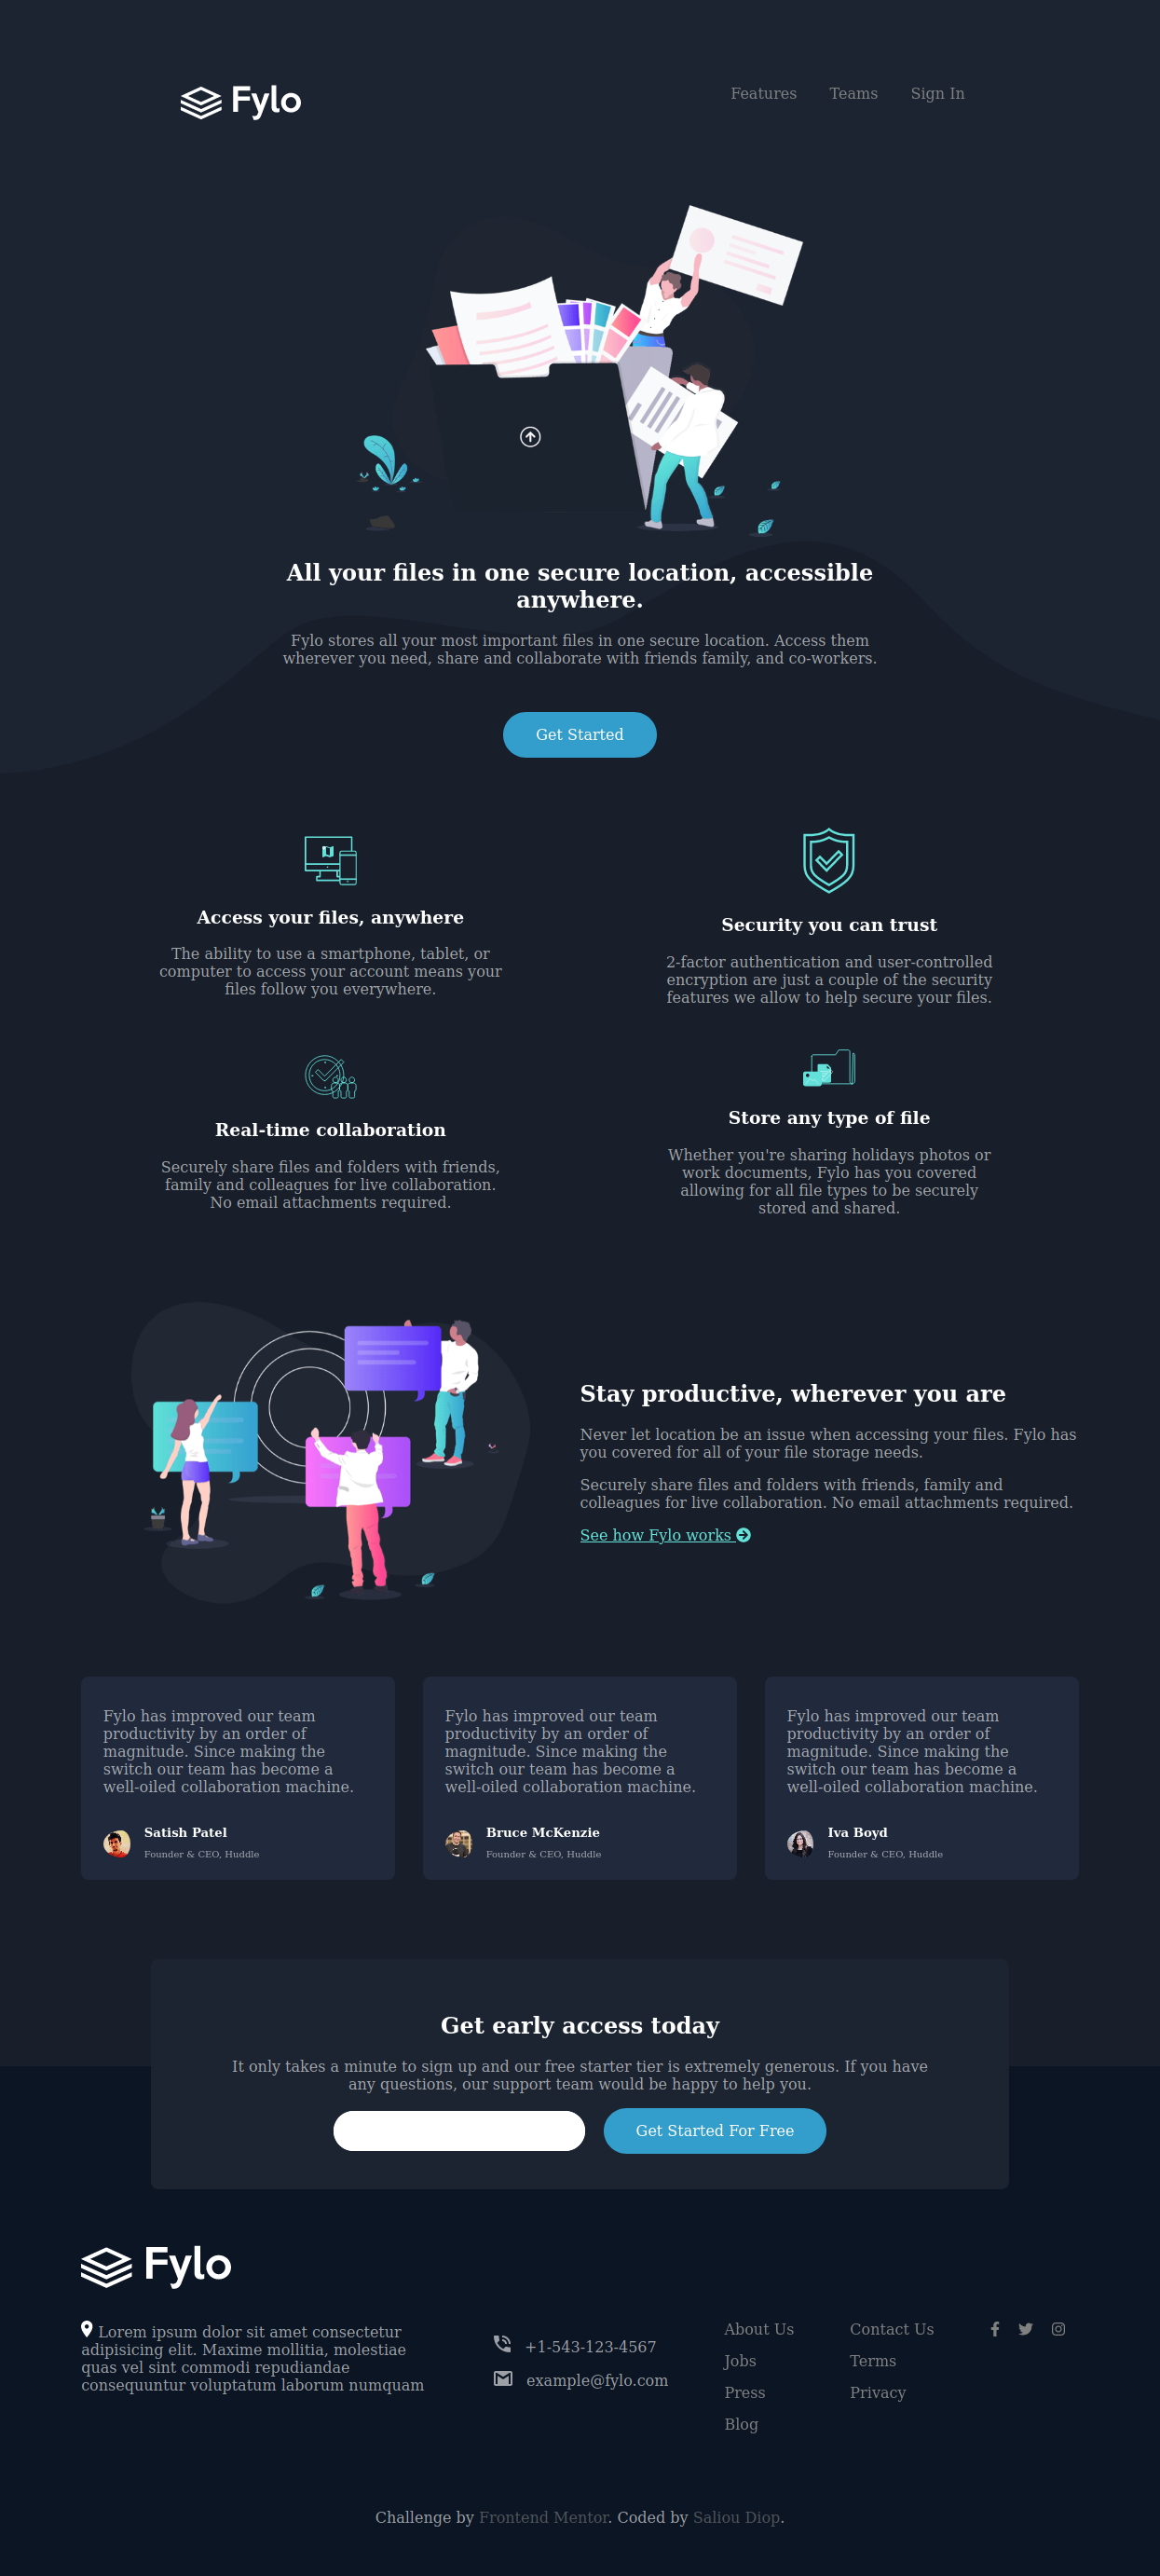 Fylo
Features Teams Sign In
All your files in one secure location, accessible
anywhere.
Fylo stores all your most important files in one secure location. Access them
wherever you need, share and collaborate with friends family, and co-workers.
Get Started
Access your files, anywhere
The ability to use a smartphone, tablet, or
computer to access your account means your
files follow you everywhere.
Security you can trust
2-factor authentication and user-controlled
encryption are just a couple of the security
features we allow to help secure your files.
Real-time collaboration
Securely share files and folders with friends,
family and colleagues for live collaboration.
No email attachments required.
Store any type of file
Whether you're sharing holidays photos or
work documents, Fylo has you covered
allowing for all file types to be securely
stored and shared.
Stay productive, wherever you are
Never let location be an issue when accessing your files. Fylo has
you covered for all of your file storage needs.
Securely share files and folders with friends, family and
colleagues for live collaboration. No email attachments required.
See how Fylo works
Fylo has improved our team
productivity by an order of
magnitude. Since making the
switch our team has become a
well-oiled collaboration machine.
Satish Patel
Founder & CEO, Huddle
Fylo has improved our team
productivity by an order of
magnitude. Since making the
switch our team has become a
well-oiled collaboration machine.
Bruce McKenzie
Founder & CEO, Huddle
Fylo has improved our team
productivity by an order of
magnitude. Since making the
switch our team has become a
well-oiled collaboration machine.
Iva Boyd
Founder & CEO, Huddle
Get early access today
It only takes a minute to sign up and our free starter tier is extremely generous. If you have
any questions, our support team would be happy to help you.
Get Started For Free
Fylo
Lorem ipsum dolor sit amet consectetur
adipisicing elit. Maxime mollitia, molestiae
quas vel sint commodi repudiandae
consequuntur voluptatum laborum numquam
+1-543-123-4567
example@fylo.com
About Us
Jobs
Press
Blog
Contact Us
Terms
Privacy
Challenge by Frontend Mentor. Coded by Saliou Diop.